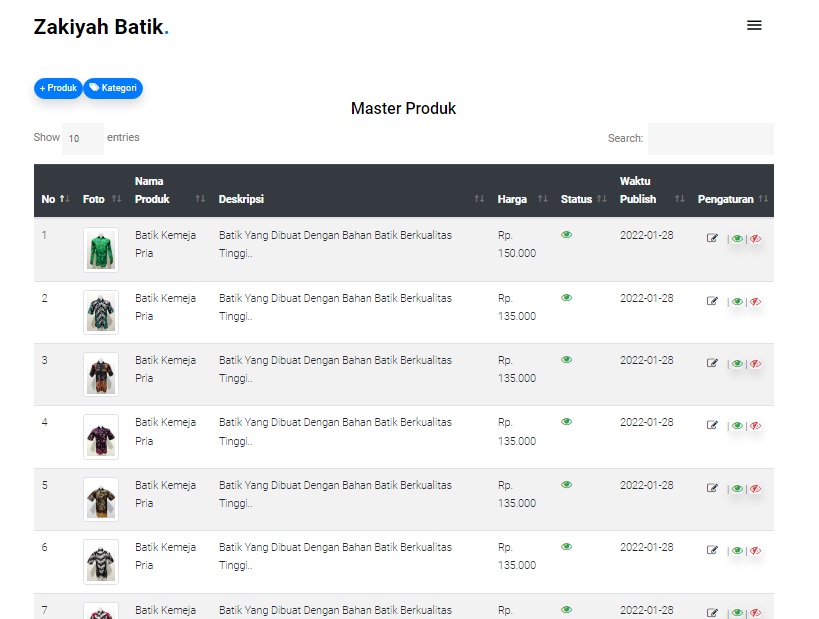 Zakiyah Batik.
+ Produk Kategori
Master Produk
Show 10 entries Search:
No Foto Nama Produk Deskripsi Harga Status Waktu Publish Pengaturan
1 Batik Kemeja Batik Yang Dibuat Dengan Bahan Batik Berkualitas Rp. 2022-01-28 | |
Pria Tinggi.. 150.000
2 Batik Kemeja Batik Yang Dibuat Dengan Bahan Batik Berkualitas Rp. 2022-01-28 | |
Pria Tinggi.. 135.000
3 Batik Kemeja Batik Yang Dibuat Dengan Bahan Batik Berkualitas Rp. 2022-01-28 | |
Pria Tinggi.. 135.000
4 Batik Kemeja Batik Yang Dibuat Dengan Bahan Batik Berkualitas Rp. 2022-01-28 | |
Pria Tinggi.. 135.000
5 Batik Kemeja Batik Yang Dibuat Dengan Bahan Batik Berkualitas Rp. 2022-01-28 | |
Pria Tinggi.. 135.000
6 Batik Kemeja Batik Yang Dibuat Dengan Bahan Batik Berkualitas Rp. 2022-01-28 | |
Pria Tinggi.. 135.000
7 Batik Kemeja Batik Yang Dibuat Dengan Bahan Batik Berkualitas Rp. 2022-01-28 | |